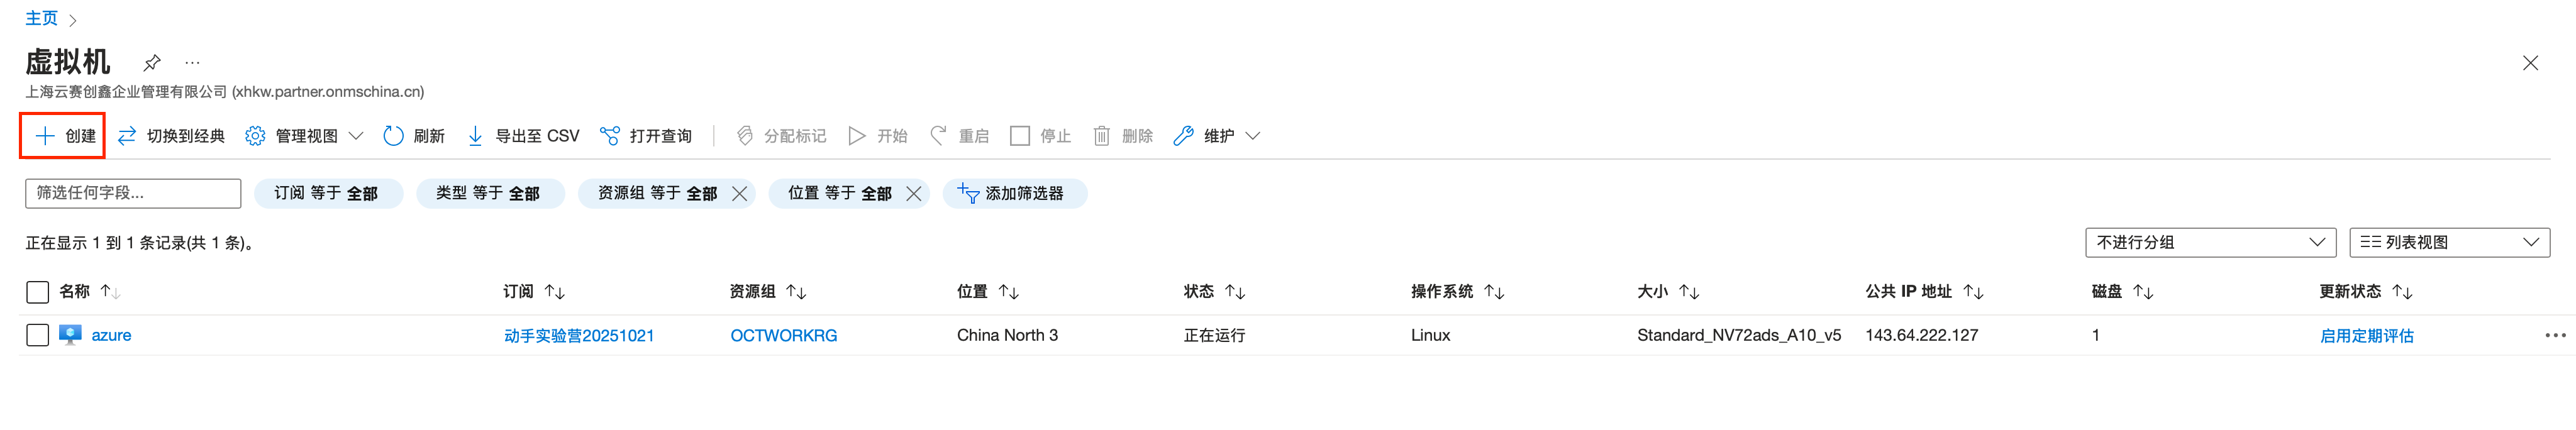 主页
虚拟机
上海云赛创鑫企业管理有限公司 (xhkw.partner.onmschina.cn)
创建 切换到经典 管理视图 刷新 导出至 CSV 打开查询 分配标记 开始 重启 停止 删除 维护
筛选任何字段... 订阅 等于 全部 类型 等于 全部 资源组 等于 全部 位置 等于 全部 添加筛选器
正在显示 1 到 1 条记录(共 1 条)。 不进行分组 列表视图
名称 订阅 资源组 位置 状态 操作系统 大小 公共 IP 地址 磁盘 更新状态
azure 动手实验营20251021 OCTWORKRG China North 3 正在运行 Linux Standard_NV72ads_A10_v5 143.64.222.127 1 启用定期评估